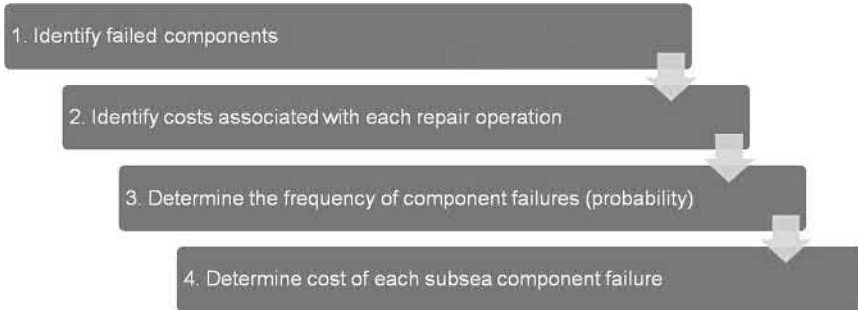 1. Identify failed components
2. Identify costs associated with each repair operation
3. Determine the frequency of component failures (probability)
4. Determine cost of each subsea component failure